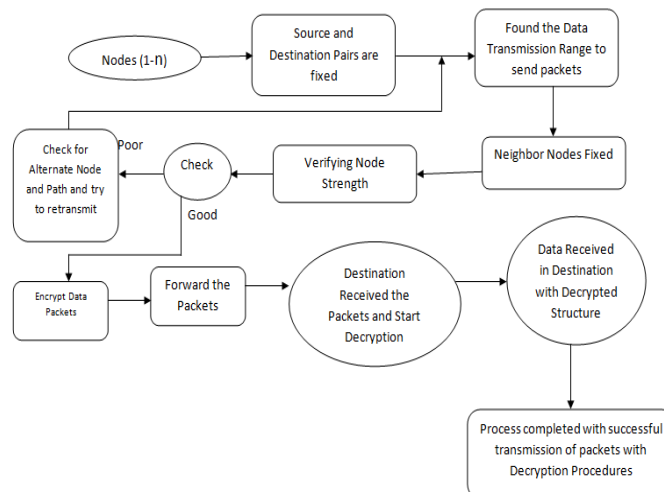 Nodes (1-n)
Source and
Destination Pairs are
fixed
Found the Data
Transmission Range to
send packets
Check for
Alternate Node
and Path and try
to retransmit
Poor
Check
Good
Verifying Node
Strength
Neighbor Nodes Fixed
Encrypt Data
Packets
Forward the
Packets
Destination
Received the
Packets and Start
Decryption
Data Received
in Destination
with Decrypted
Structure
Process completed with successful
transmission of packets with
Decryption Procedures